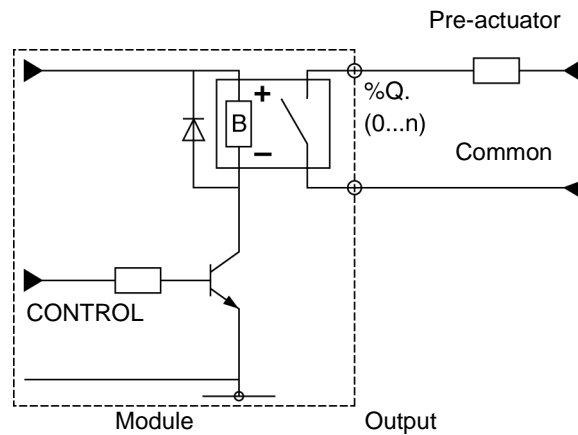 Pre-actuator
+
B
−
%Q.
(0...n)
Common
CONTROL
Module
Output